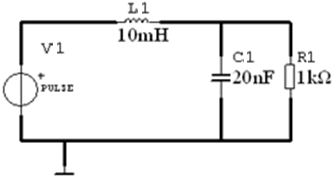 L1
10mH
V1
+
PULSE
C1
20nF
R1
1kΩ